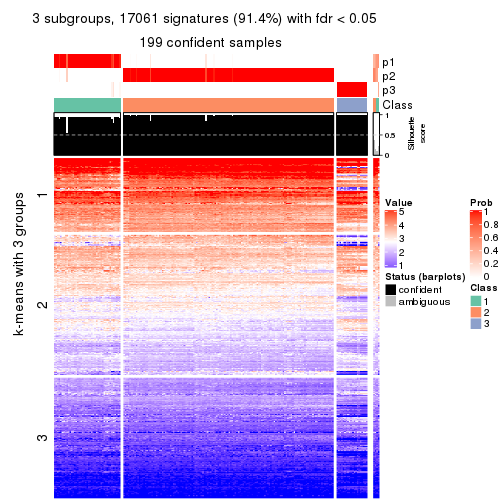 3 subgroups, 17061 signatures (91.4%) with fdr < 0.05
199 confident samples
p1
p2
p3
Class
1
0.5
0
Silhouette
score
k-means with 3 groups
1
2
3
Value
5
4
3
2
1
Status (barplots)
confident
ambiguous
Prob
1
0.8
0.6
0.4
0.2
0
Class
1
2
3